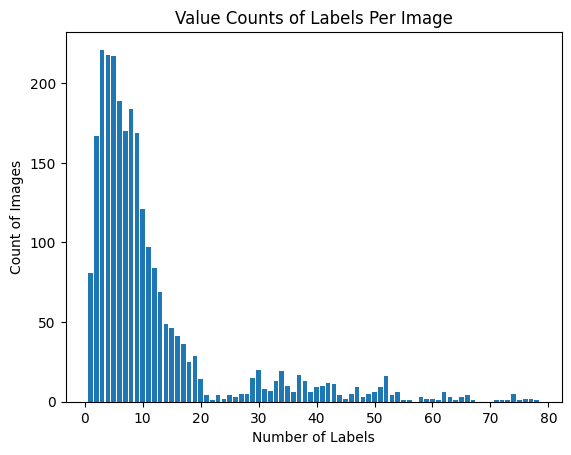 Value Counts of Labels Per Image
Count of Images
200
150
100
50
0
0 10 20 30 40 50 60 70 80
Number of Labels